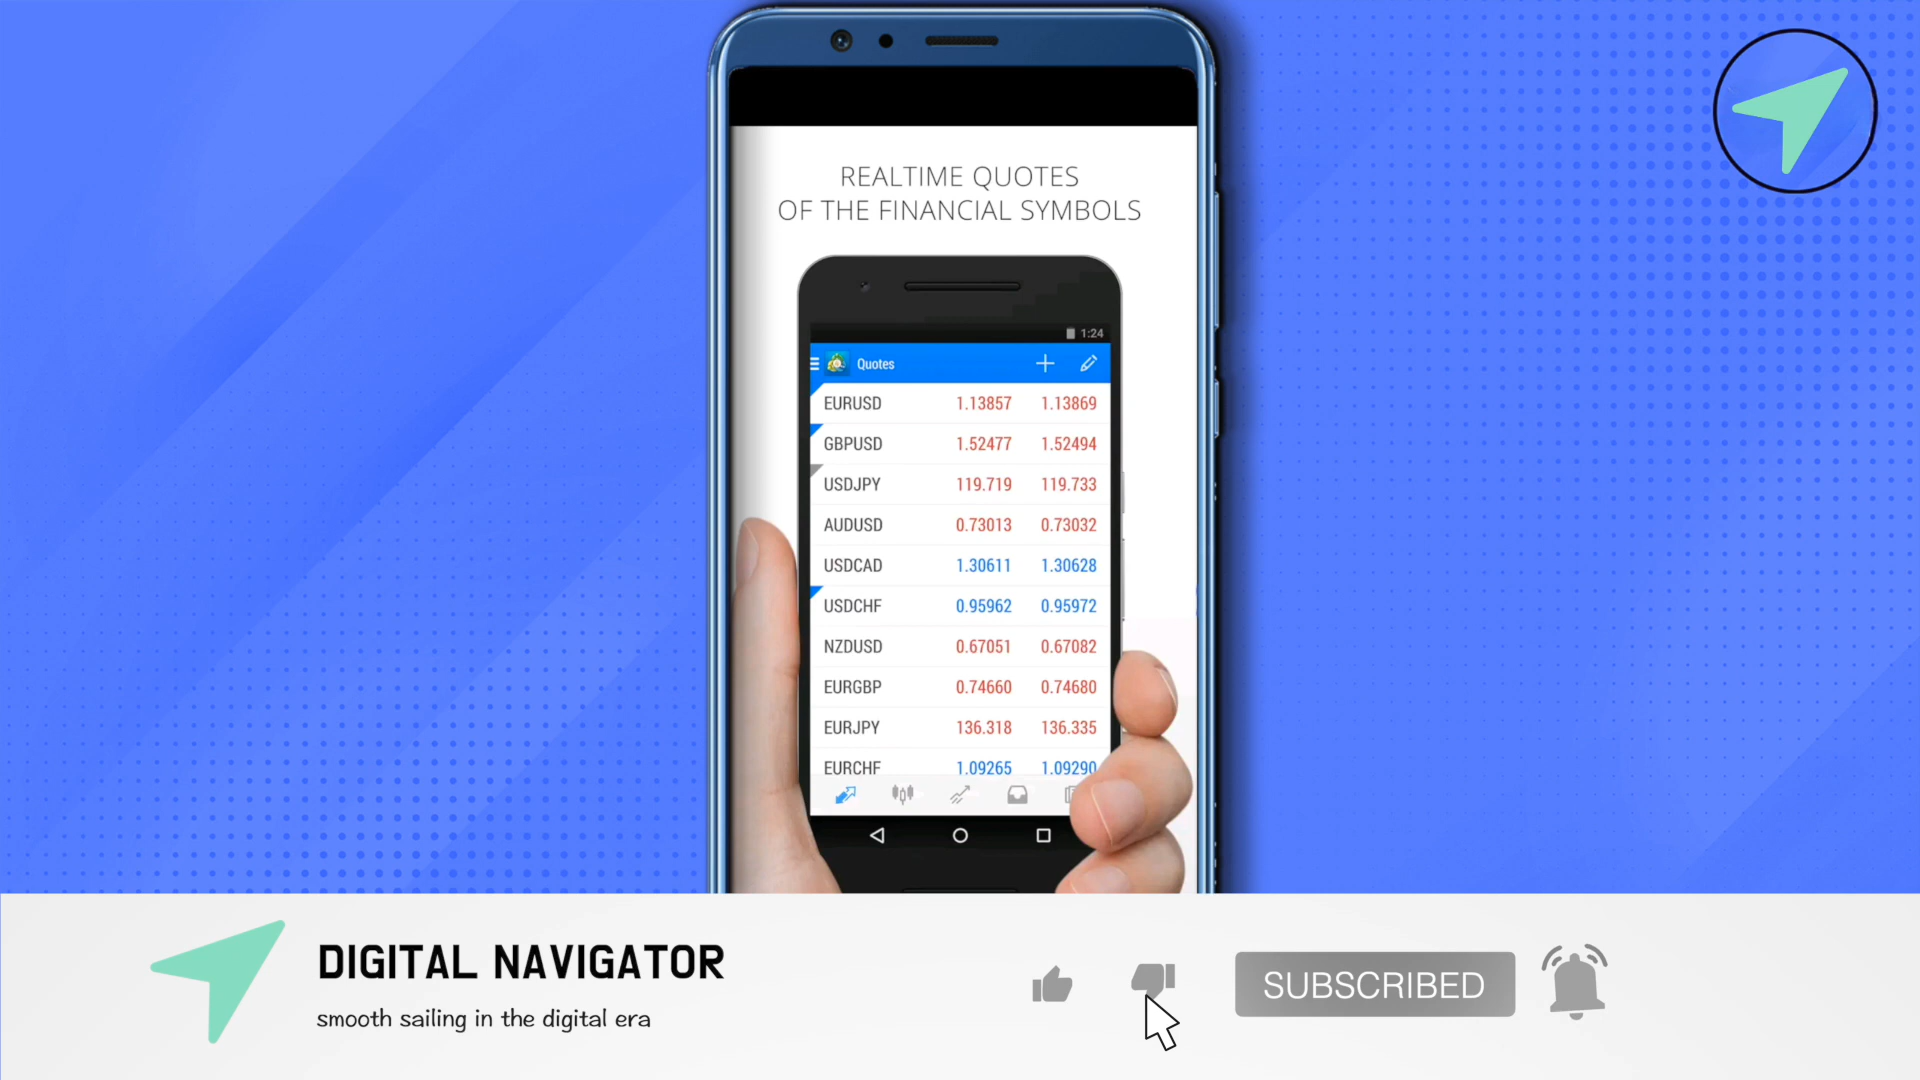 REALTIME QUOTES
OF THE FINANCIAL SYMBOLS
1:24
Quotes
EURUSD 1.13857 1.13869
GBPUSD 1.52477 1.52494
USDJPY 119.719 119.733
AUDUSD 0.73013 0.73032
USDCAD 1.30611 1.30628
USDCHF 0.95962 0.95972
NZDUSD 0.67051 0.67082
EURGBP 0.74660 0.74680
EURJPY 136.318 136.335
EURCHF 1.09265 1.09290
DIGITAL NAVIGATOR
smooth sailing in the digital era
SUBSCRIBED